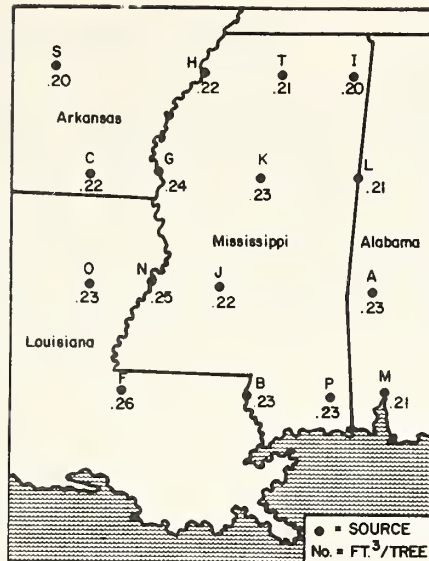 S
.20
H
.22
T
.21
I
.20
Arkansas
C
.22
G
.24
K
.23
L
.21
Mississippi
Alabama
O
.23
N
.25
J
.22
A
.23
Louisiana
F
.26
B
.23
P
.23
M
.21
● = SOURCE
No. = FT.³/TREE